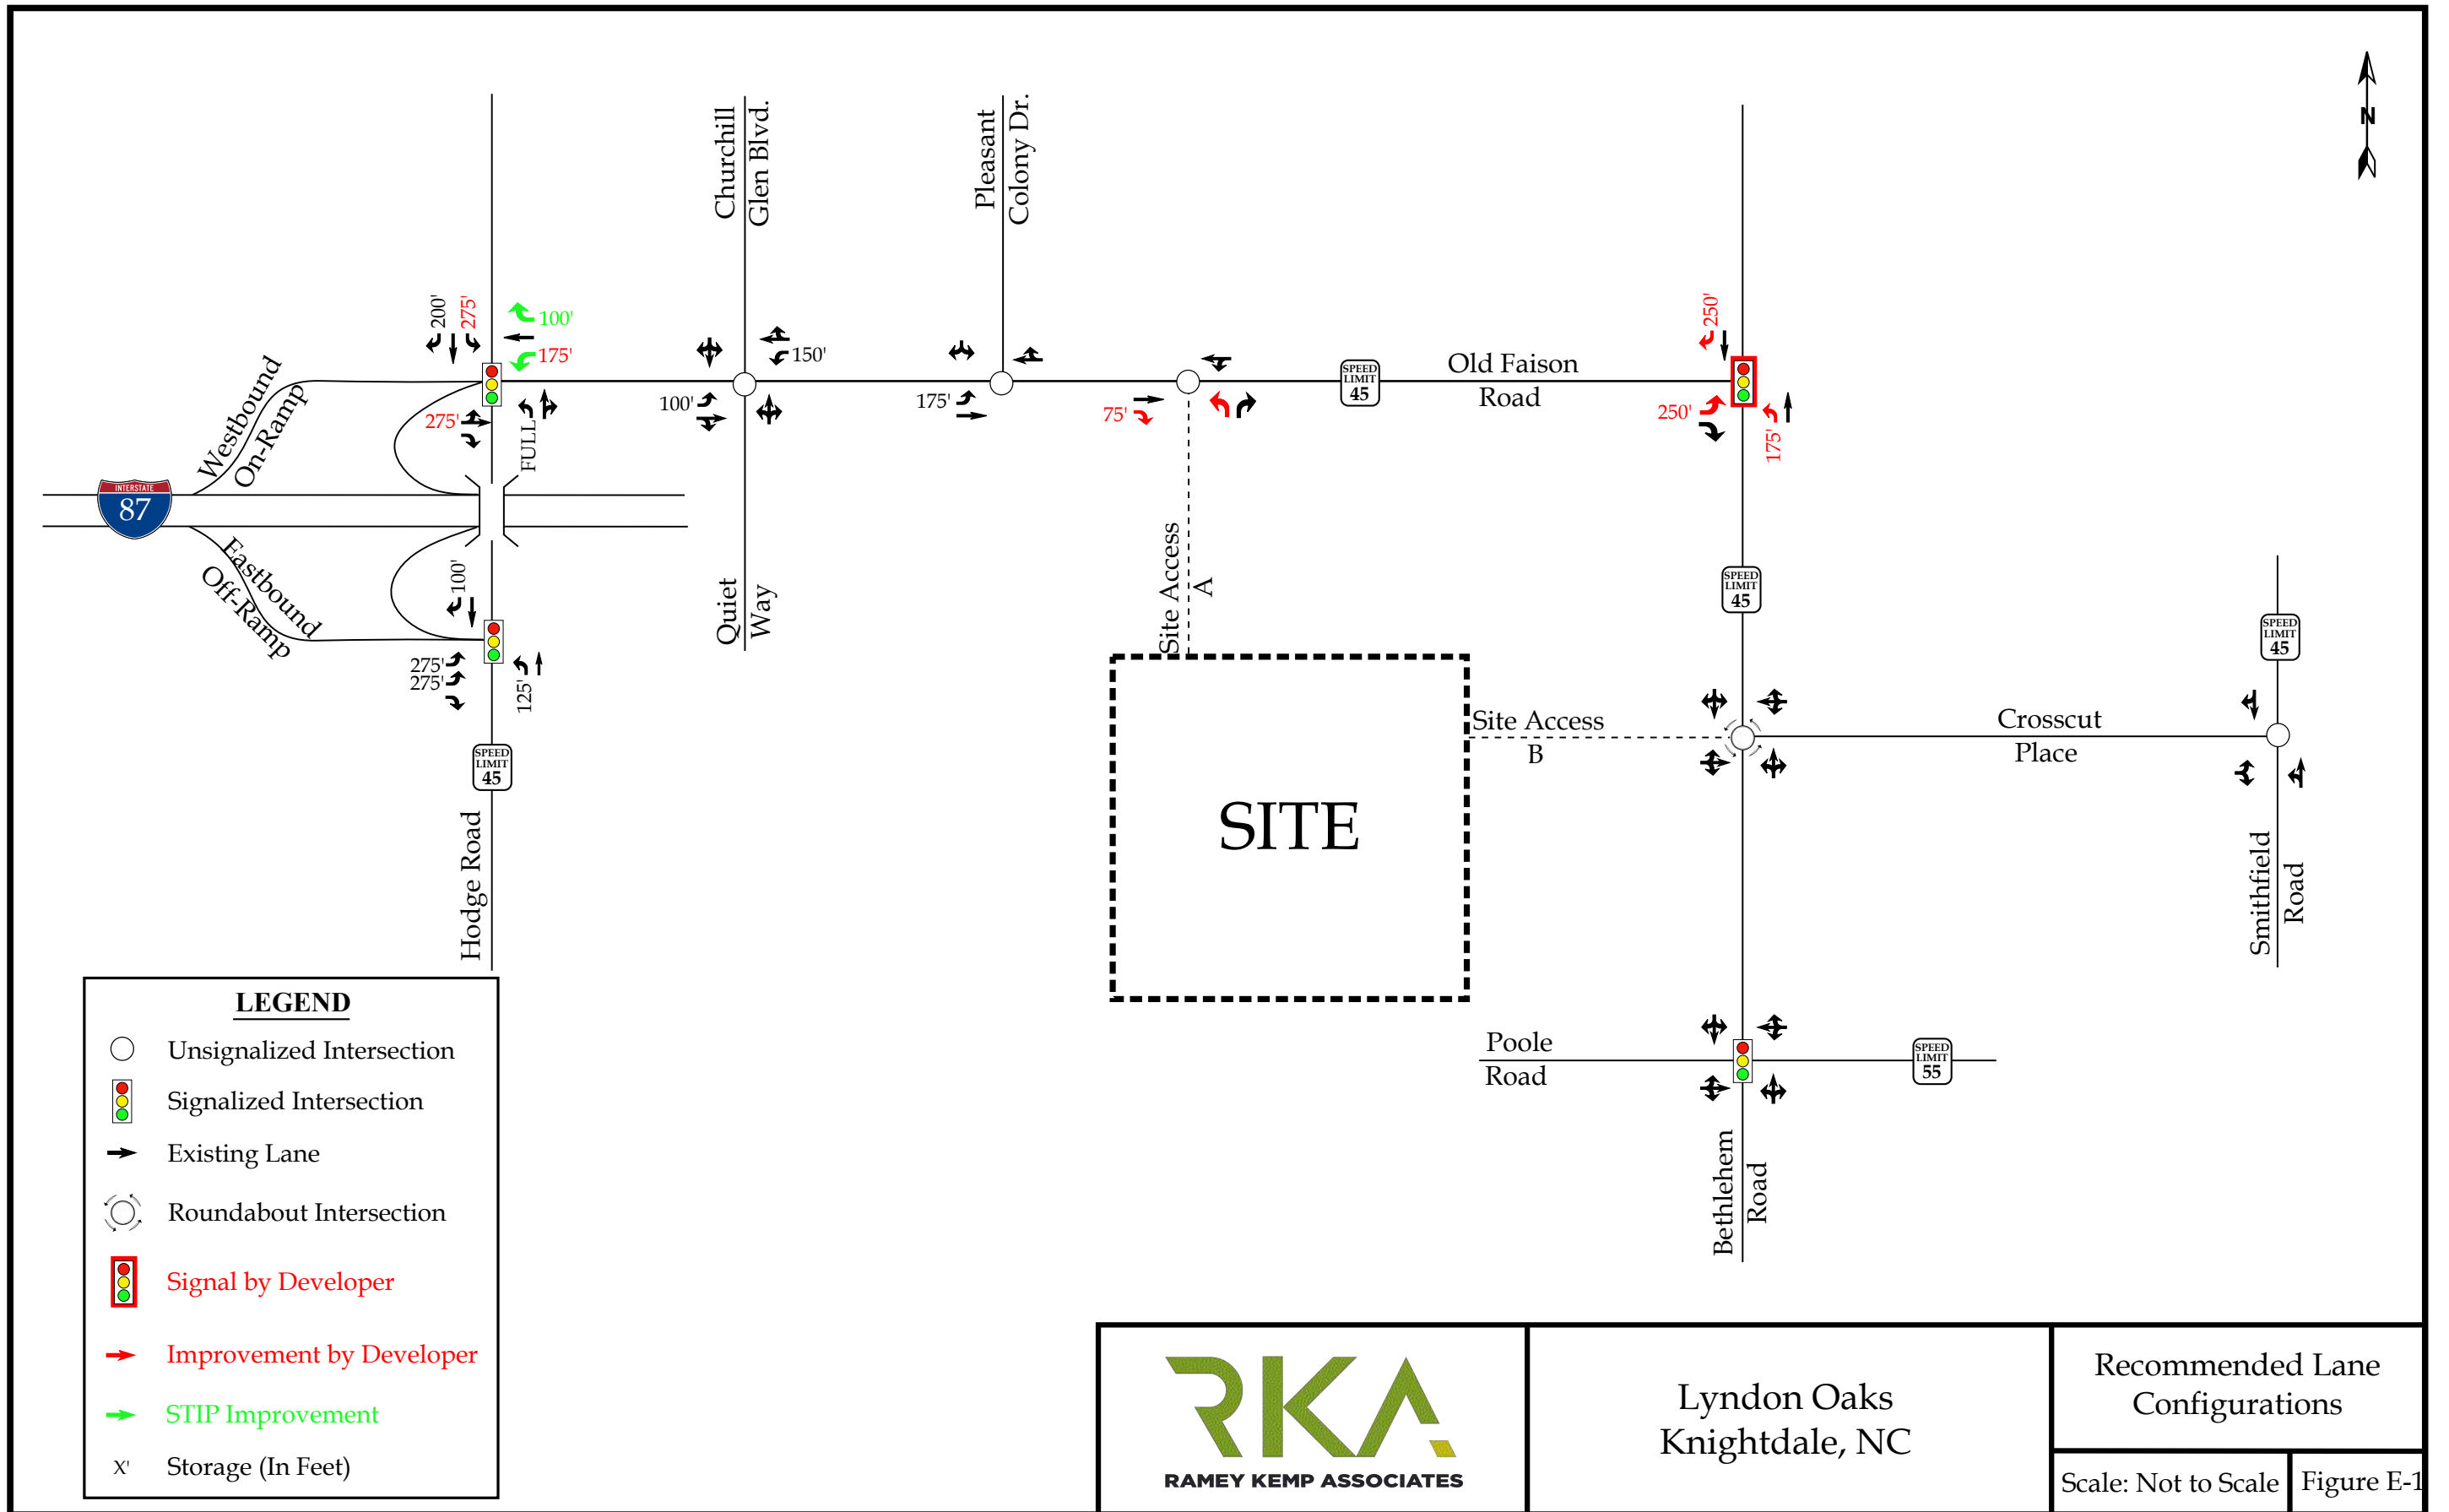 N
Churchill
Glen Blvd.
Pleasant
Colony Dr.
200'
275'
100'
175'
275'
FULL
150'
100'
175'
75'
SPEED
LIMIT
45
Old Faison
Road
250'
250'
175'
Westbound
On-Ramp
INTERSTATE
87
Eastbound
Off-Ramp
100'
275'
275'
125'
SPEED
LIMIT
45
Hodge Road
Quiet
Way
Site Access
A
SITE
Site Access
B
SPEED
LIMIT
45
Crosscut
Place
SPEED
LIMIT
45
Smithfield
Road
Poole
Road
SPEED
LIMIT
55
Bethlehem
Road
LEGEND
Unsignalized Intersection
Signalized Intersection
Existing Lane
Roundabout Intersection
Signal by Developer
Improvement by Developer
STIP Improvement
X' Storage (In Feet)
RKA
RAMEY KEMP ASSOCIATES
Lyndon Oaks
Knightdale, NC
Recommended Lane
Configurations
Scale: Not to Scale
Figure E-1